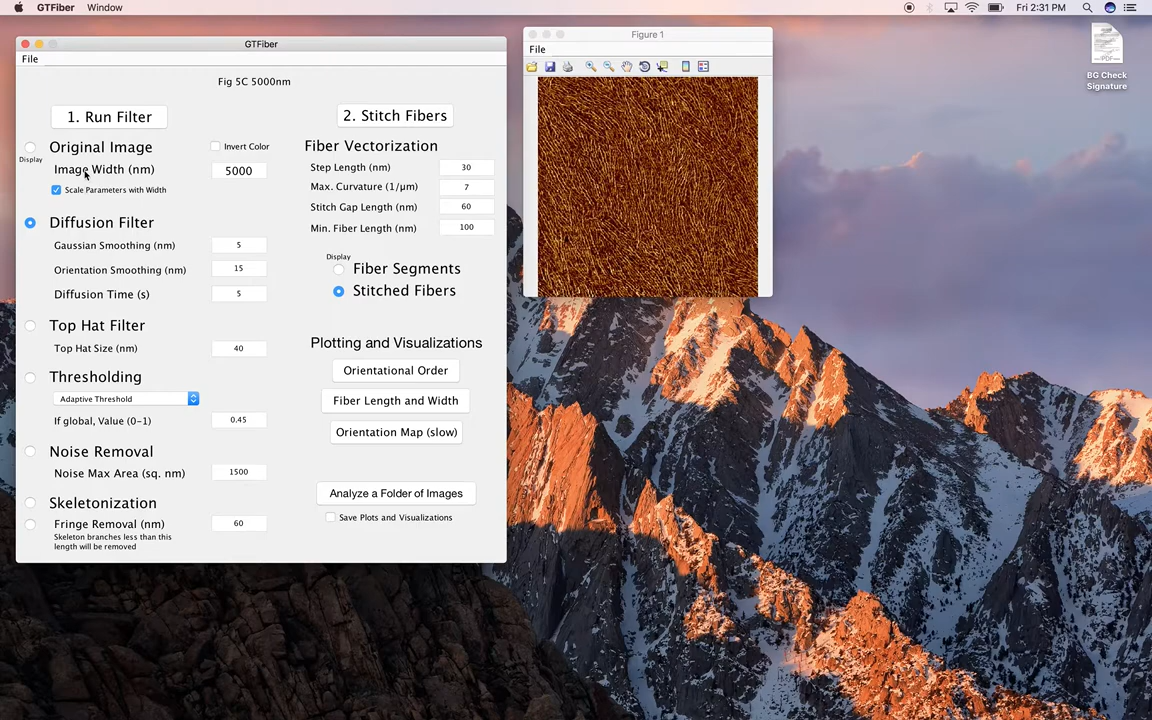 GTFiber Window
Fri 2:31 PM
GTFiber
File
Fig 5C 5000nm
1. Run Filter
Display
Original Image
Invert Color
Image Width (nm)
5000
Scale Parameters with Width
Diffusion Filter
Gaussian Smoothing (nm)
5
Orientation Smoothing (nm)
15
Diffusion Time (s)
5
Top Hat Filter
Top Hat Size (nm)
40
Thresholding
Adaptive Threshold
If global, Value (0-1)
0.45
Noise Removal
Noise Max Area (sq. nm)
1500
Skeletonization
Fringe Removal (nm)
60
Skeleton branches less than this
length will be removed
2. Stitch Fibers
Fiber Vectorization
Step Length (nm)
30
Max. Curvature (1/μm)
7
Stitch Gap Length (nm)
60
Min. Fiber Length (nm)
100
Display
Fiber Segments
Stitched Fibers
Plotting and Visualizations
Orientational Order
Fiber Length and Width
Orientation Map (slow)
Analyze a Folder of Images
Save Plots and Visualizations
Figure 1
File
PDF
BG Check
Signature